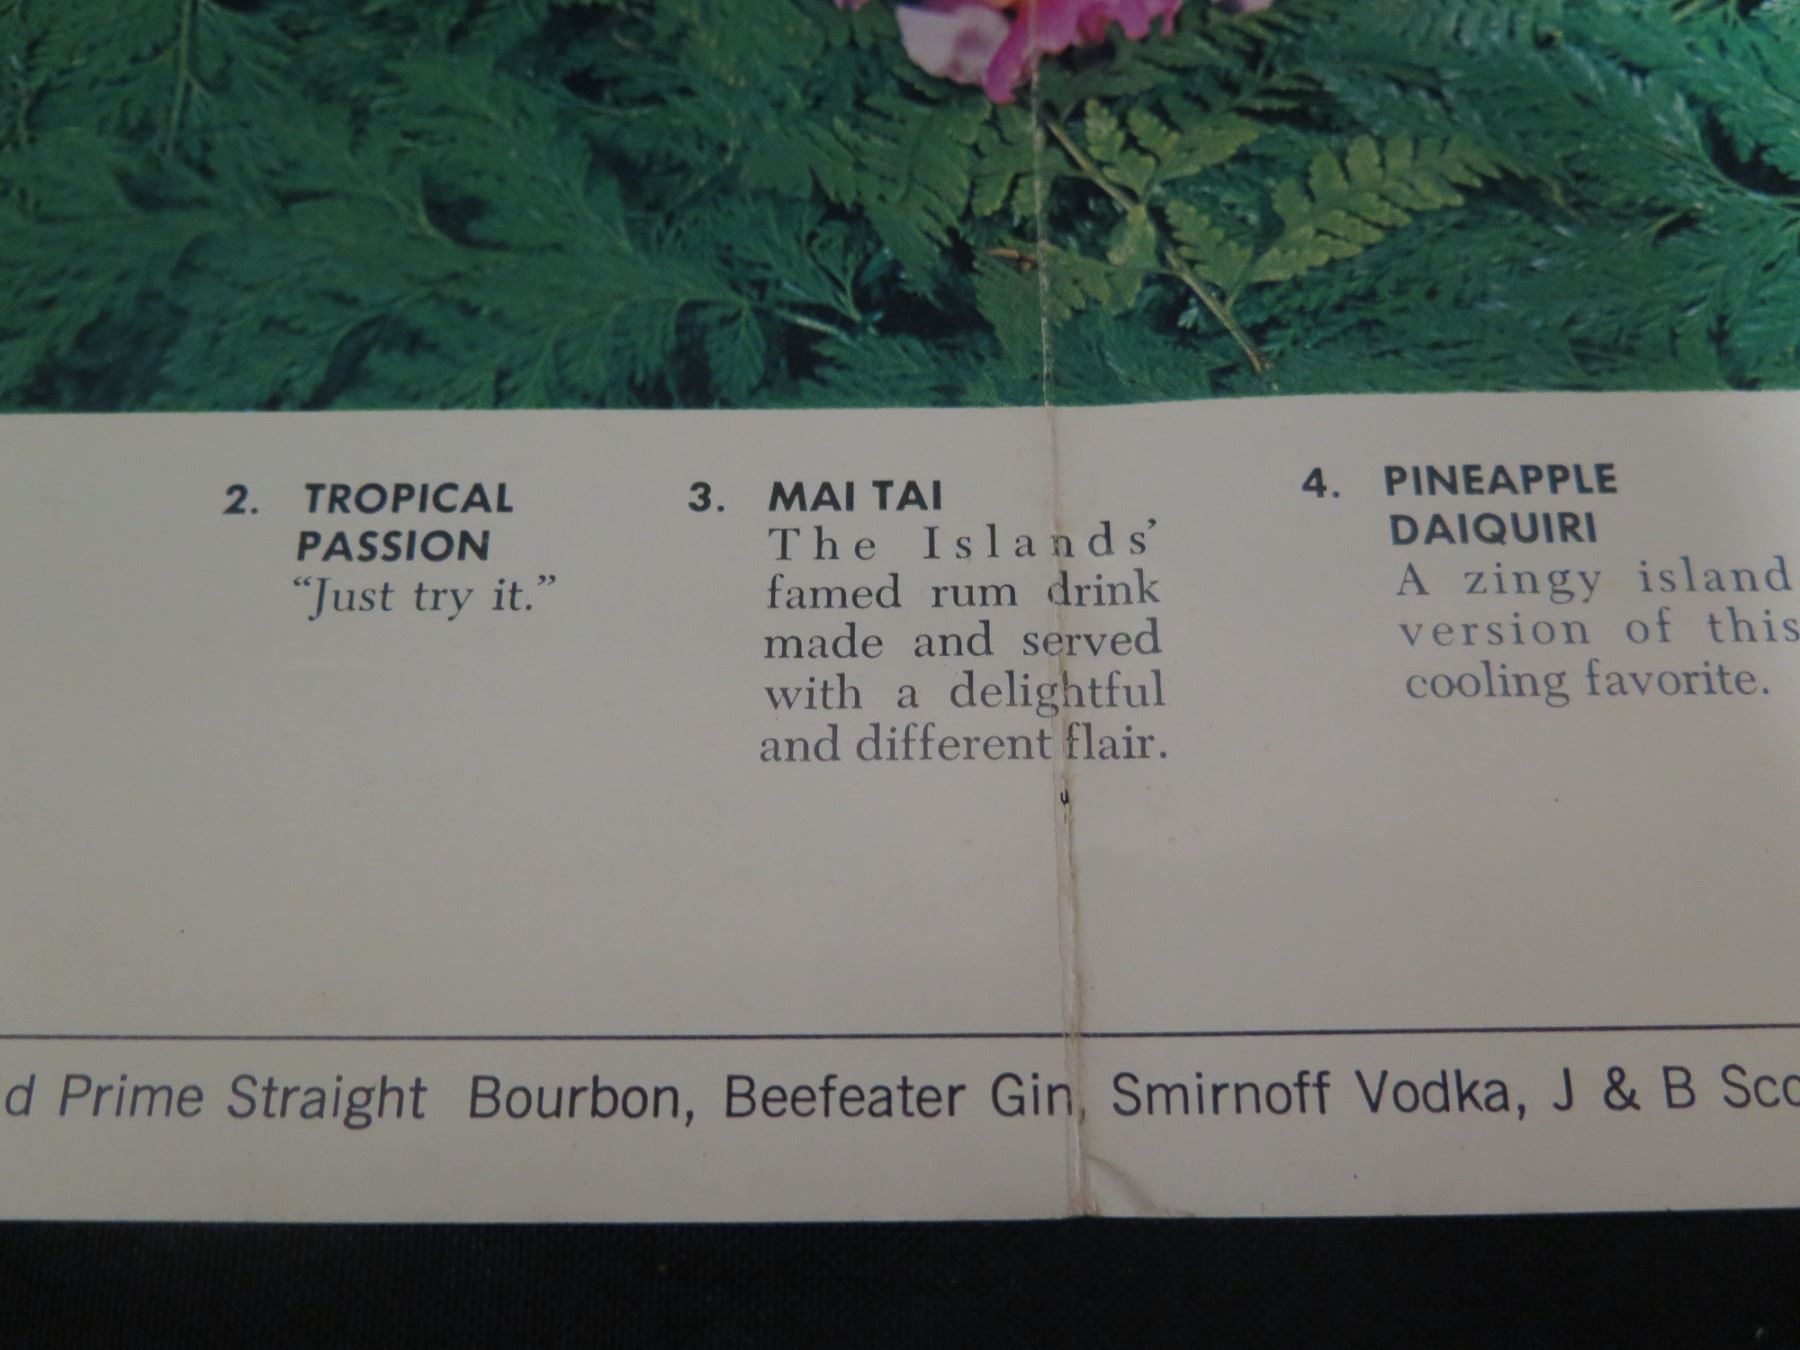 2. TROPICAL
PASSION
“Just try it.”
3. MAI TAI
The Islands’
famed rum drink
made and served
with a delightful
and different flair.
4. PINEAPPLE
DAIQUIRI
A zingy island
version of this
cooling favorite.
Prime Straight Bourbon, Beefeater Gin, Smirnoff Vodka, J & B